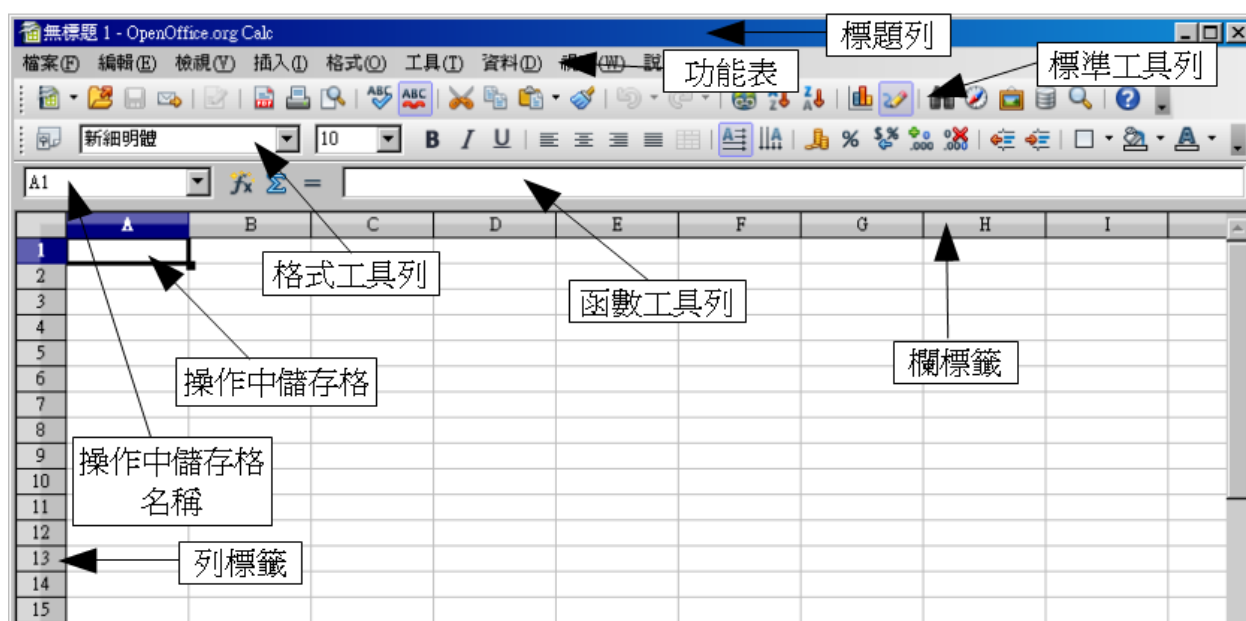 無標題 1 - OpenOffice.org Calc
標題列
檔案(F) 編輯(E) 檢視(V) 插入(I) 格式(O) 工具(T) 資料(D) (W) 說
功能表
標準工具列
新細明體 10 B I U
A1
A B C D E F G H I
1
2
格式工具列
3
函數工具列
4
5
欄標籤
6
操作中儲存格
7
8
9
操作中儲存格
10
名稱
11
12
13
列標籤
14
15